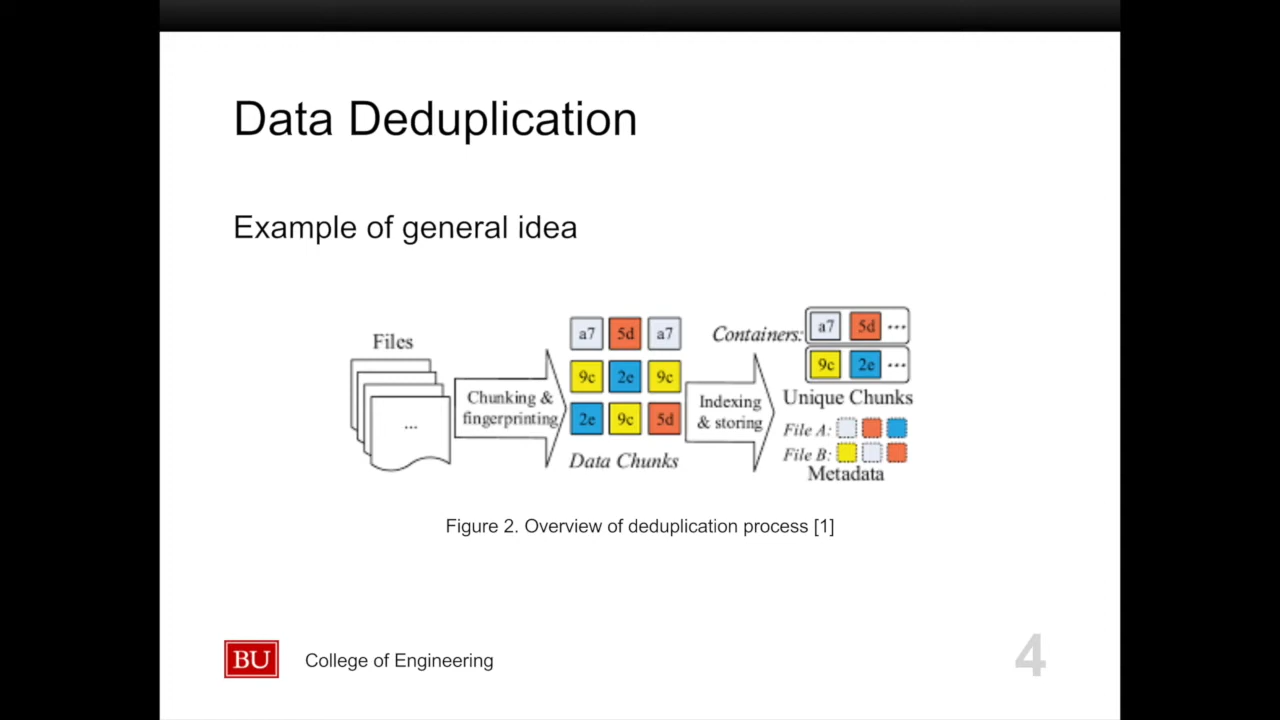 Data Deduplication
Example of general idea
Files
...
Chunking &
fingerprinting
a7 5d a7
9c 2e 9c
2e 9c 5d
Data Chunks
Indexing
& storing
Containers: a7 5d ...
9c 2e ...
Unique Chunks
File A:
File B:
Metadata
Figure 2. Overview of deduplication process [1]
BU College of Engineering
4